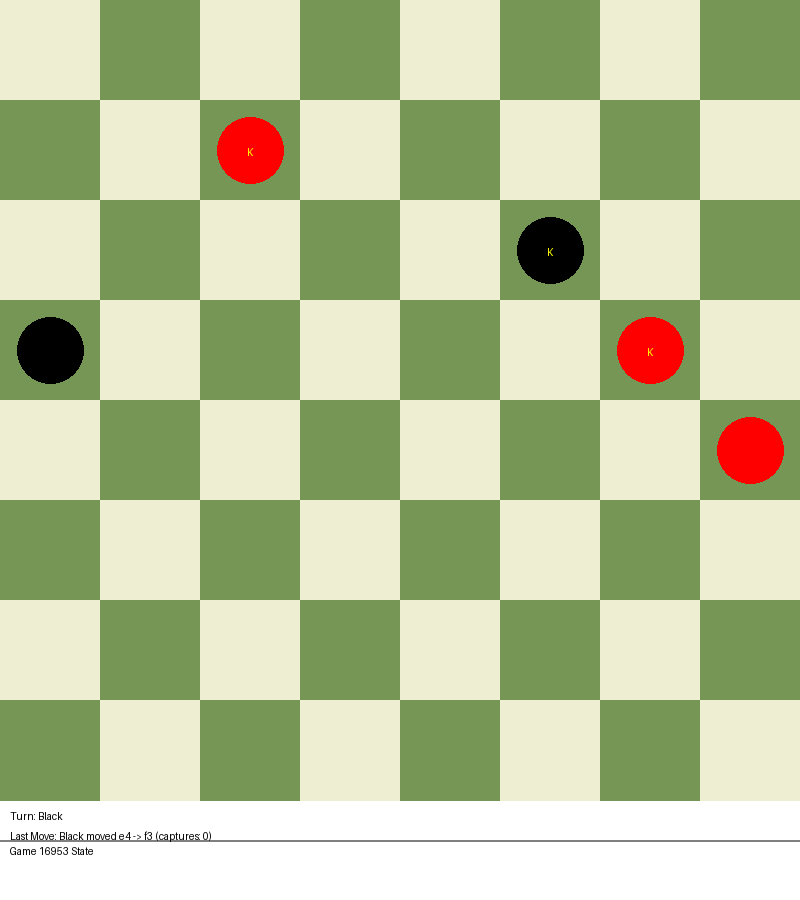 K
K
K
Turn: Black
Last Move: Black moved e4 -> f3 (captures: 0)
Game 16953 State